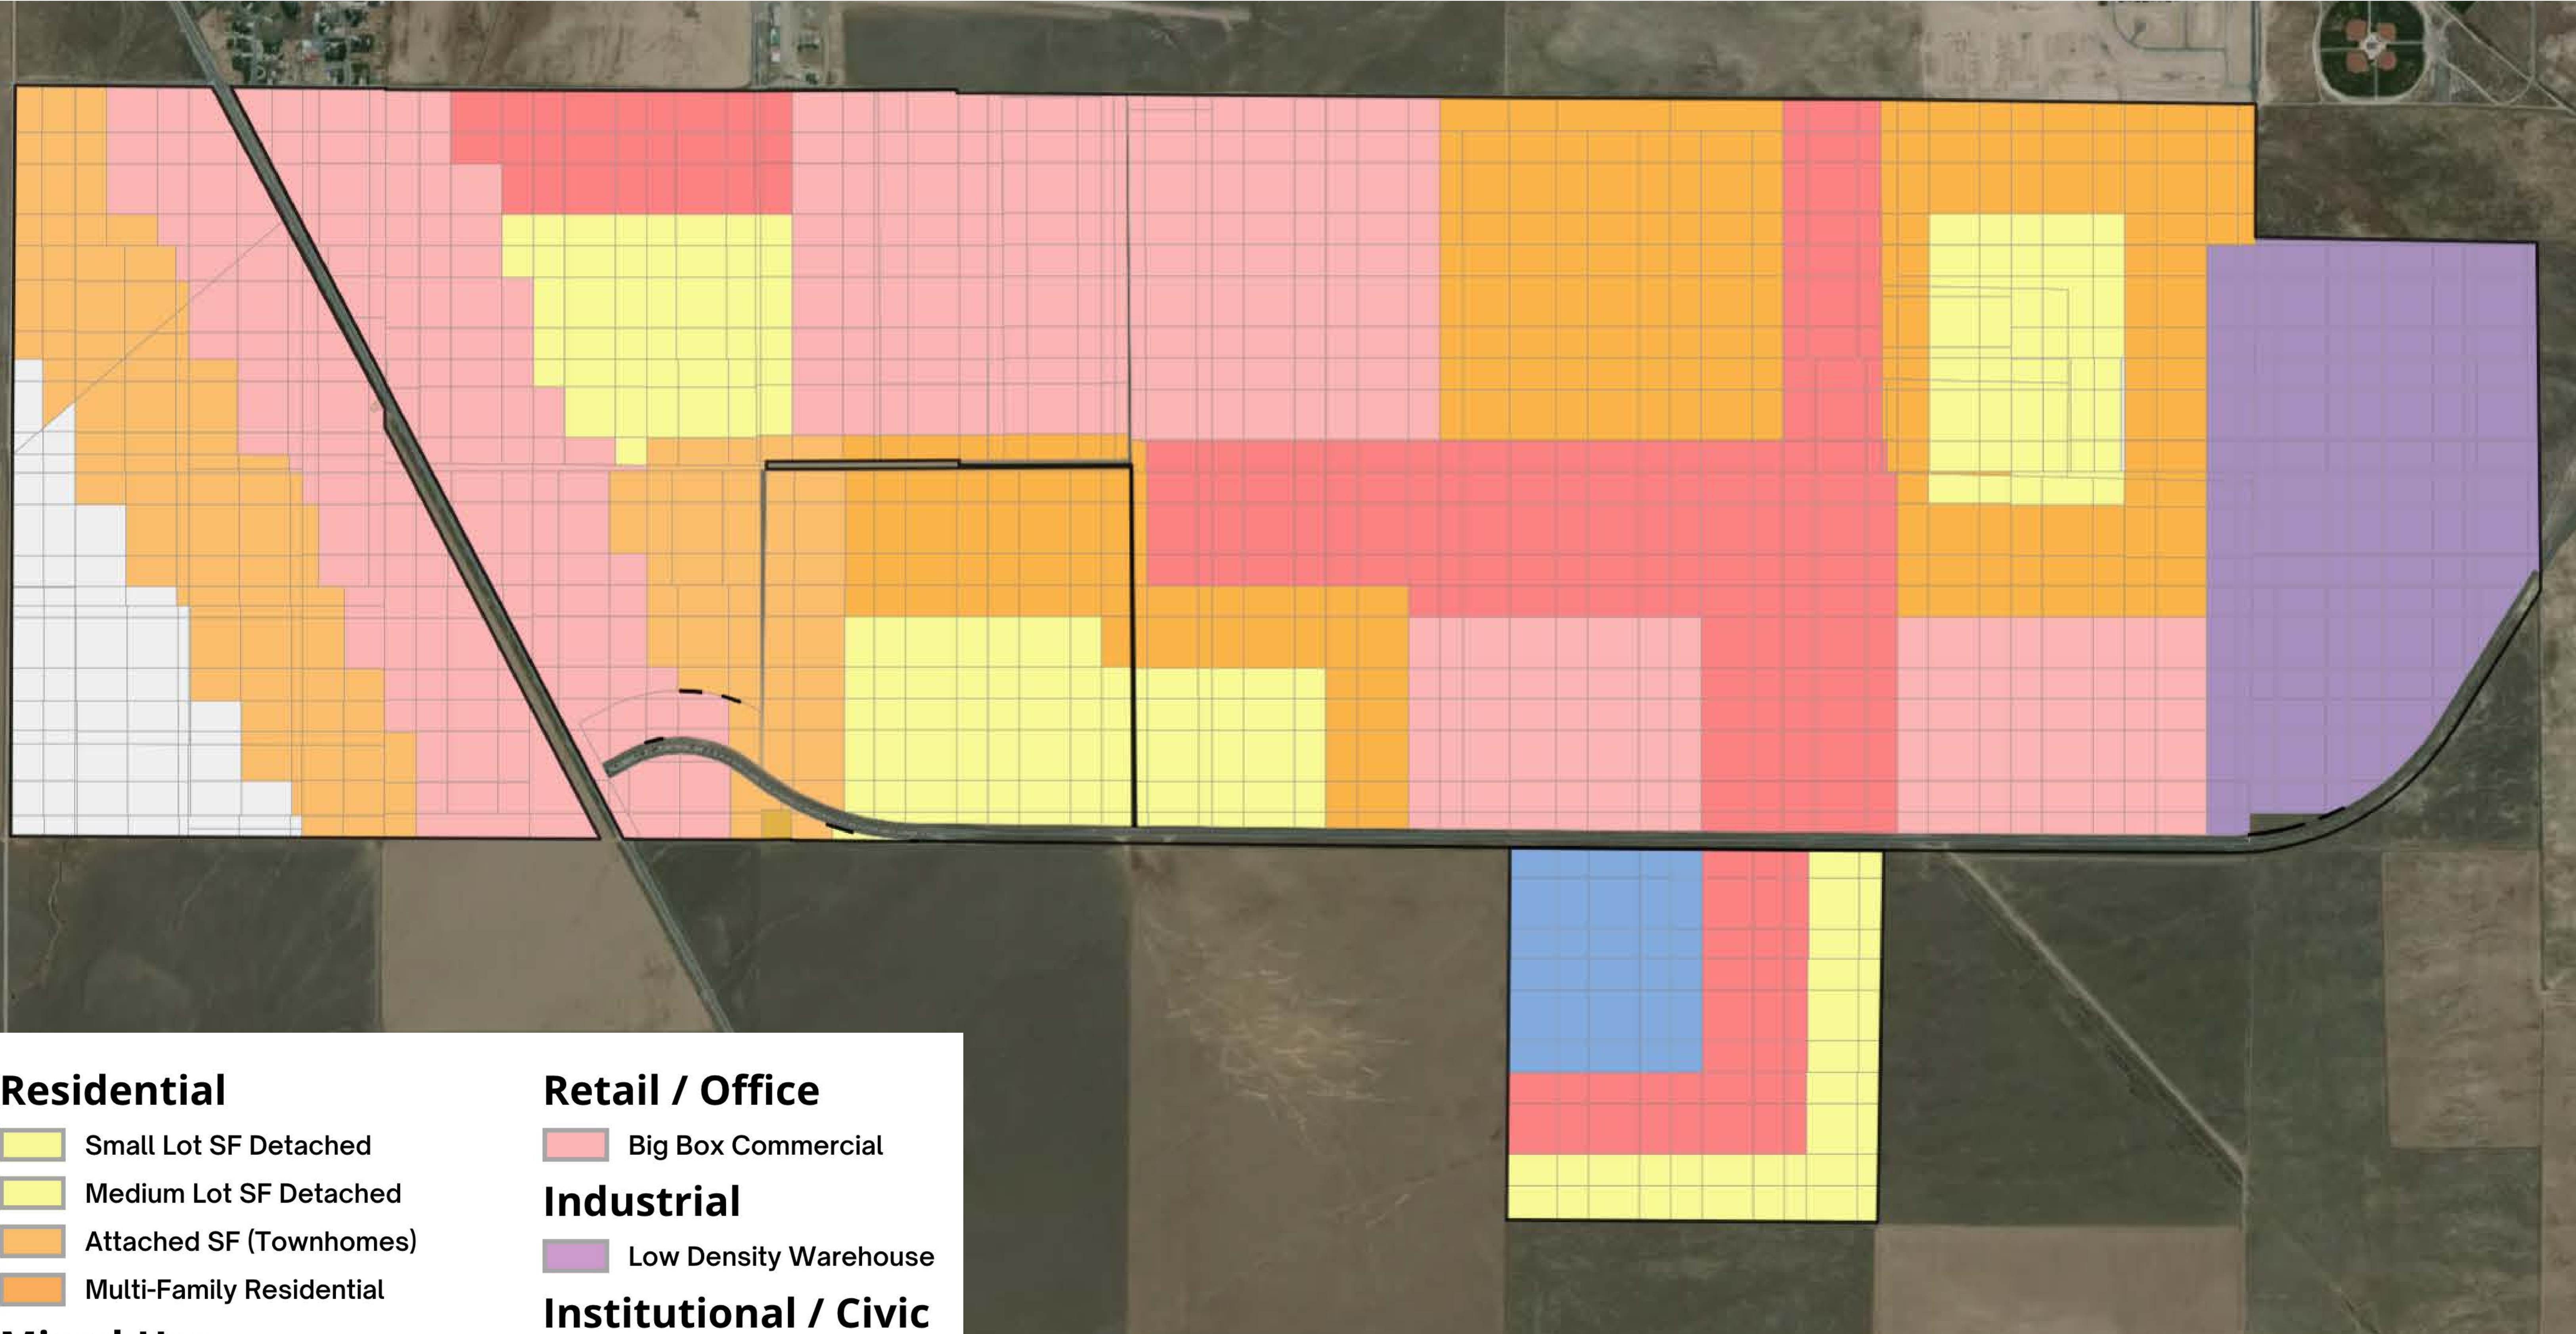 Residential
Small Lot SF Detached
Medium Lot SF Detached
Attached SF (Townhomes)
Multi-Family Residential
Retail / Office
Big Box Commercial
Industrial
Low Density Warehouse
Institutional / Civic